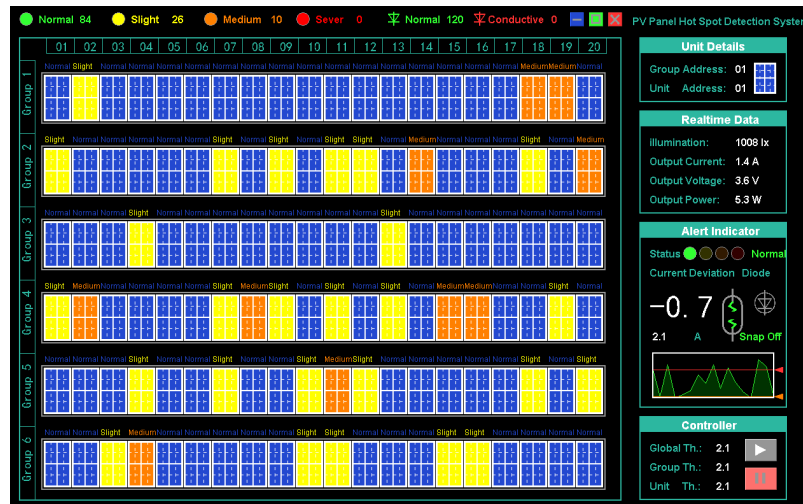 Normal 84 Slight 26 Medium 10 Sever 0 Normal 120 Conductive 0 PV Panel Hot Spot Detection System
01 02 03 04 05 06 07 08 09 10 11 12 13 14 15 16 17 18 19 20
Group 1
Normal Slight Normal Normal Normal Normal Normal Normal Normal Normal Normal Normal Normal Normal Normal Normal Normal Medium Medium Normal
Group 2
Slight Normal Normal Normal Normal Normal Slight Normal Slight Normal Slight Slight Normal Medium Normal Normal Normal Slight Normal Medium
Group 3
Normal Normal Normal Slight Normal Normal Normal Normal Normal Normal Normal Normal Slight Normal Normal Normal Normal Normal Normal Normal
Group 4
Slight Medium Normal Normal Normal Normal Slight Medium Slight Normal Slight Normal Slight Normal Medium Medium Normal Normal Slight Normal
Group 5
Normal Normal Normal Slight Normal Normal Slight Normal Normal Slight Medium Slight Normal Normal Normal Normal Normal Slight Normal Slight
Group 6
Normal Normal Slight Medium Normal Normal Normal Normal Normal Slight Slight Normal Normal Normal Slight Slight Normal Normal Normal Normal
Unit Details
Group Address: 01
Unit Address: 01
Realtime Data
illumination: 1008 lx
Output Current: 1.4 A
Output Voltage: 3.6 V
Output Power: 5.3 W
Alert Indicator
Status Normal
Current Deviation Diode
-0.7
2.1 A Snap Off
Controller
Global Th.: 2.1
Group Th.: 2.1
Unit Th.: 2.1